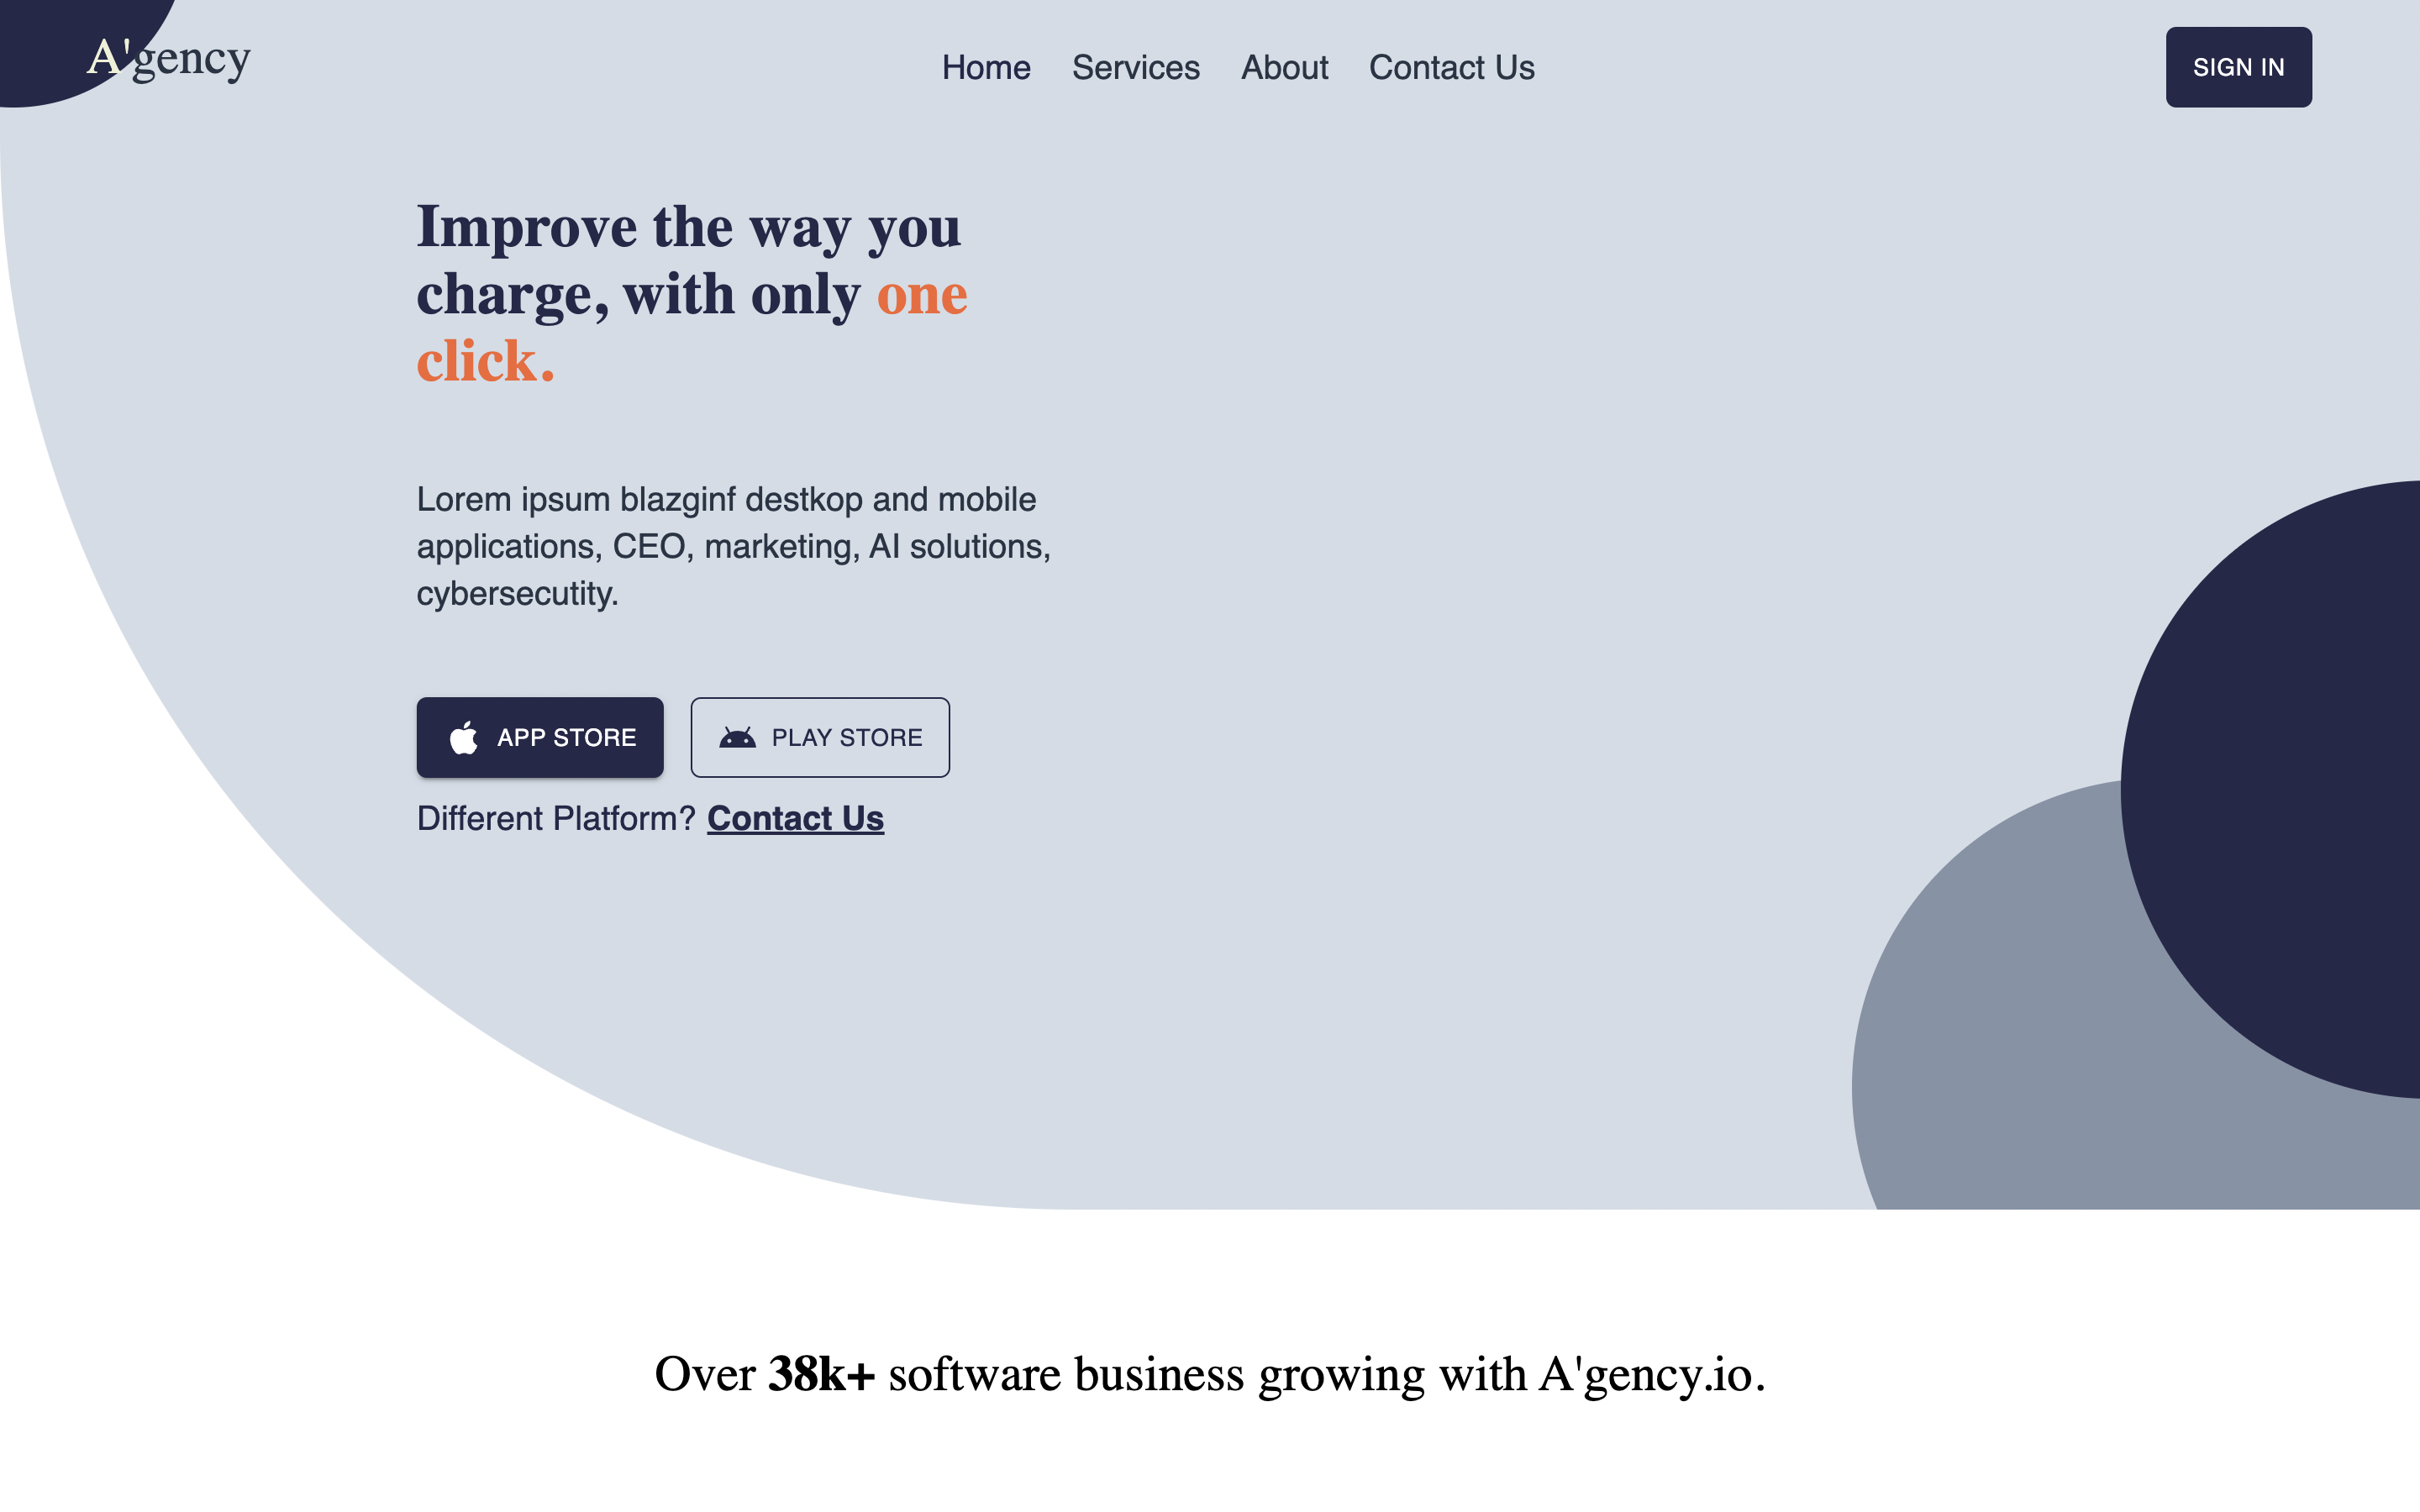 A'gency
Home Services About Contact Us
SIGN IN
Improve the way you
charge, with only one
click.
Lorem ipsum blazginf destkop and mobile
applications, CEO, marketing, AI solutions,
cybersecutity.
APP STORE
PLAY STORE
Different Platform? Contact Us
Over 38k+ software business growing with A'gency.io.